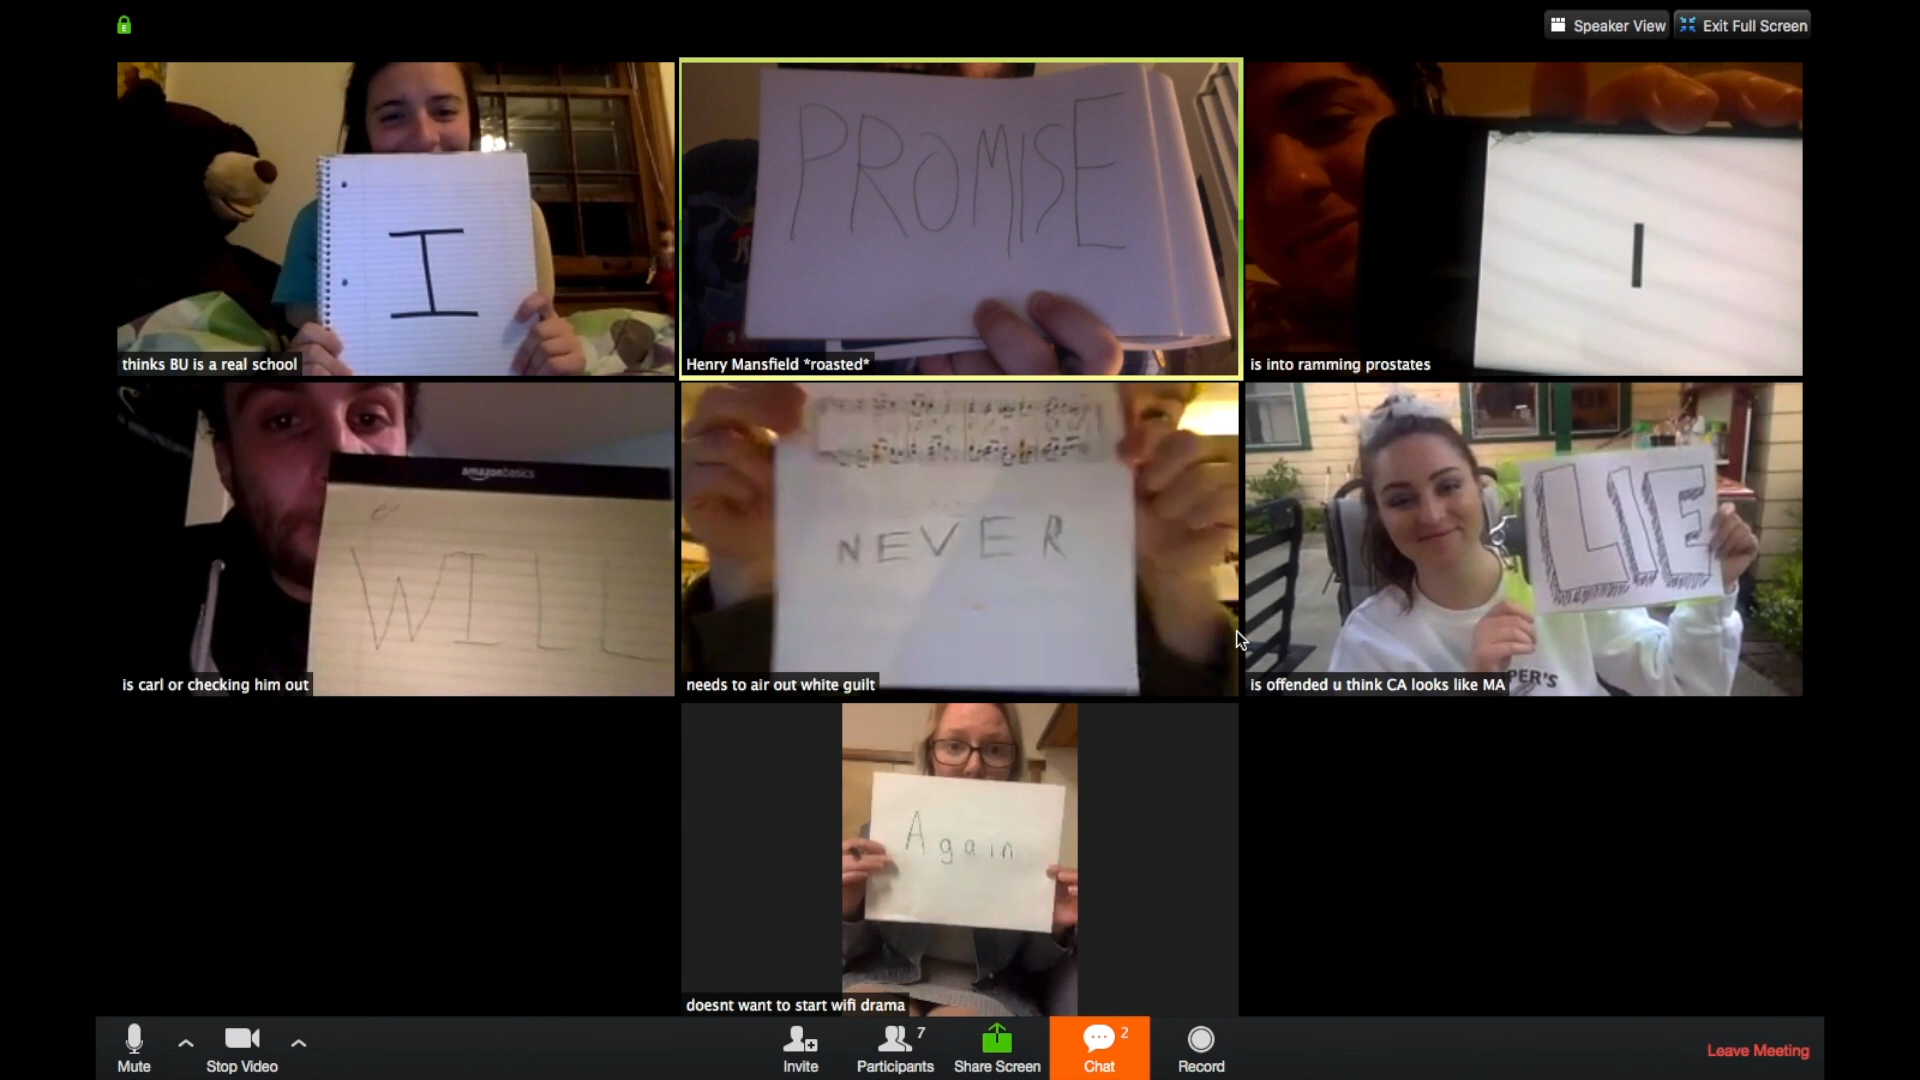 Speaker View
Exit Full Screen
I
thinks BU is a real school
PROMISE
Henry Mansfield *roasted*
I
is into ramming prostates
amazonbasics
WILL
is carl or checking him out
NEVER
needs to air out white guilt
LIE
PER'S
is offended u think CA looks like MA
Again
doesnt want to start wifi drama
Mute
Stop Video
Invite
7
Participants
Share Screen
2
Chat
Record
Leave Meeting